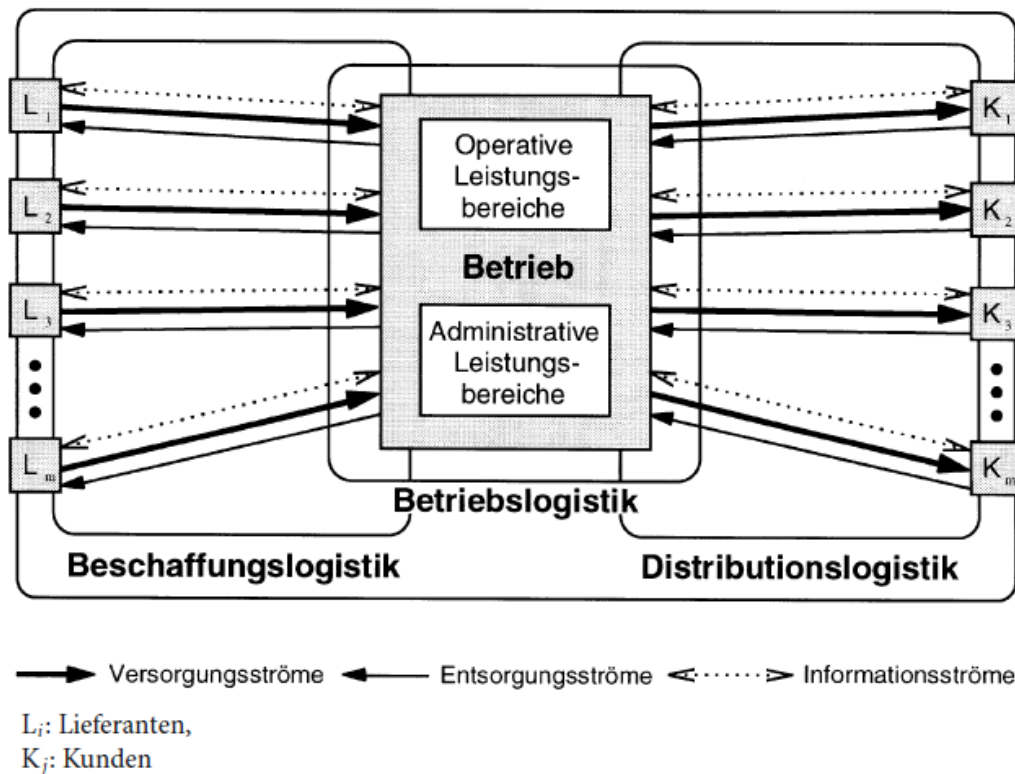 L1
K1
Operative
Leistungs-
bereiche
L2
K2
Betrieb
L3
K3
Administrative
Leistungs-
bereiche
Lm
Km
Betriebslogistik
Beschaffungslogistik
Distributionslogistik
Versorgungsströme
Entsorgungsströme
Informationsströme
Li: Lieferanten,
Kj: Kunden